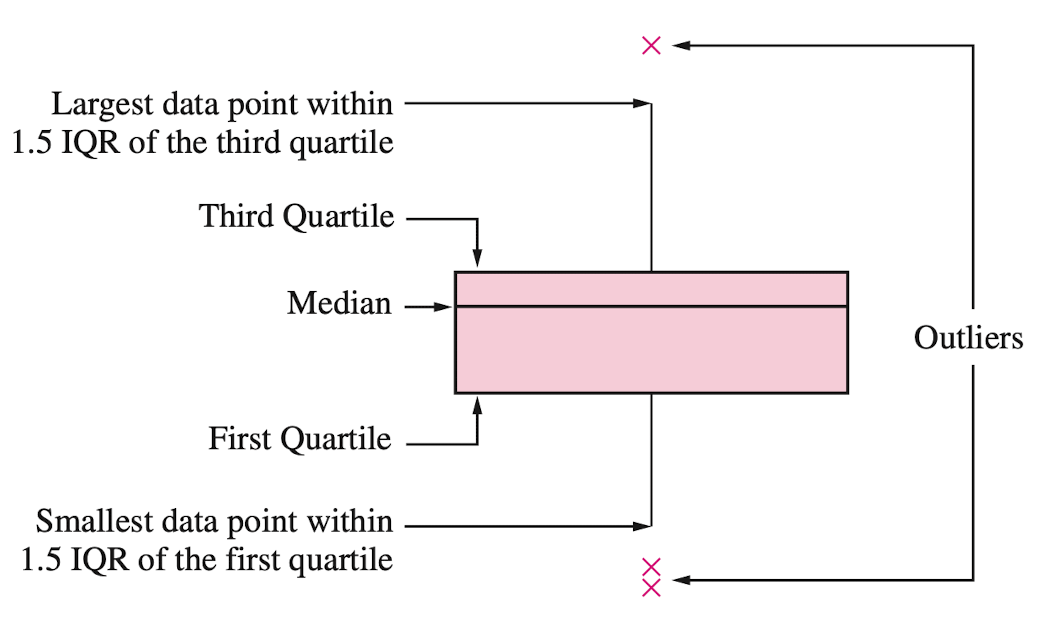 Largest data point within
1.5 IQR of the third quartile
Third Quartile
Median
Outliers
First Quartile
Smallest data point within
1.5 IQR of the first quartile